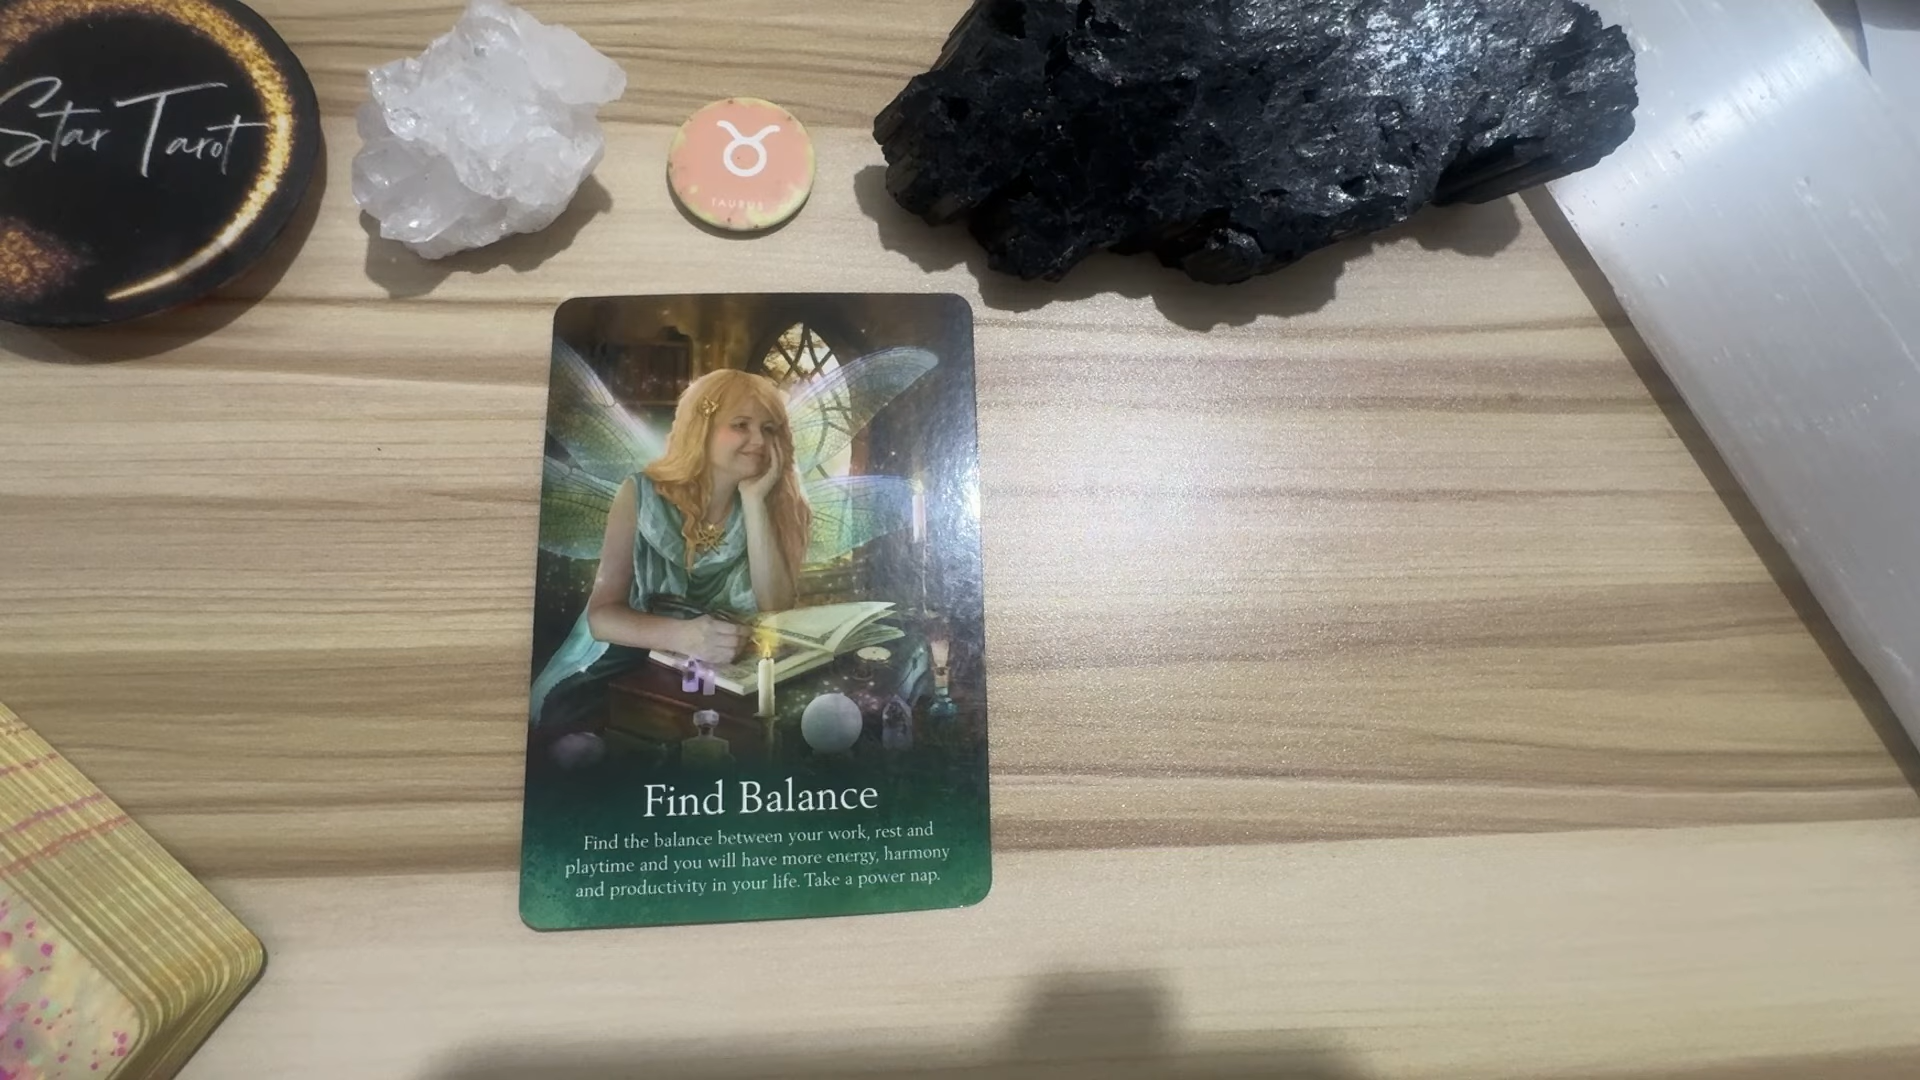 Star Tarot
TAURUS
Find Balance
Find the balance between your work, rest and
playtime and you will have more energy, harmony
and productivity in your life. Take a power nap.